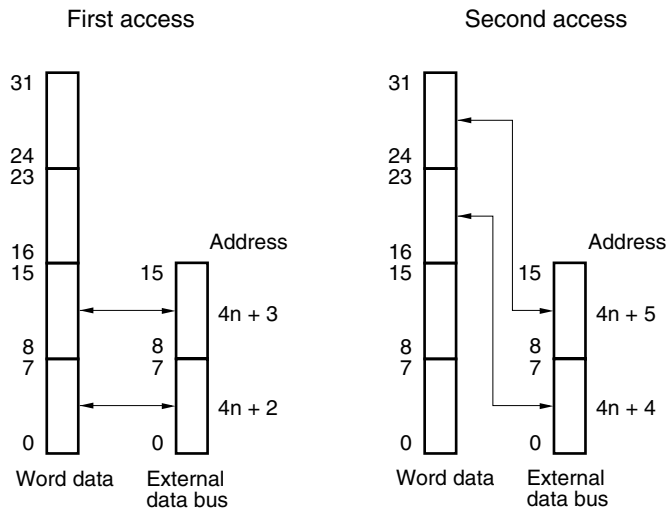 First access
31
24
23
16
15
8
7
0
Word data
Address
15
4n + 3
8
7
4n + 2
0
External
data bus
Second access
31
24
23
16
15
8
7
0
Word data
Address
15
4n + 5
8
7
4n + 4
0
External
data bus